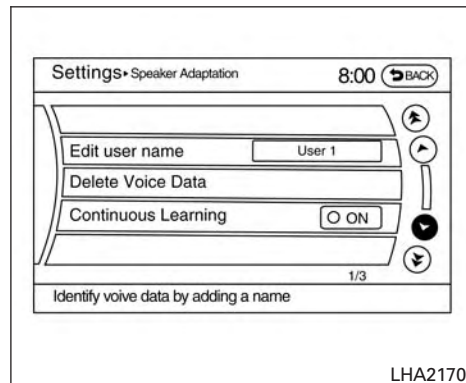 Settings▸Speaker Adaptation 8:00 BACK
Edit user name User 1
Delete Voice Data
Continuous Learning ON
1/3
Identify voive data by adding a name
LHA2170